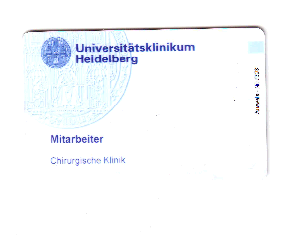 Universitätsklinikum
Heidelberg
Mitarbeiter
Chirurgische Klinik